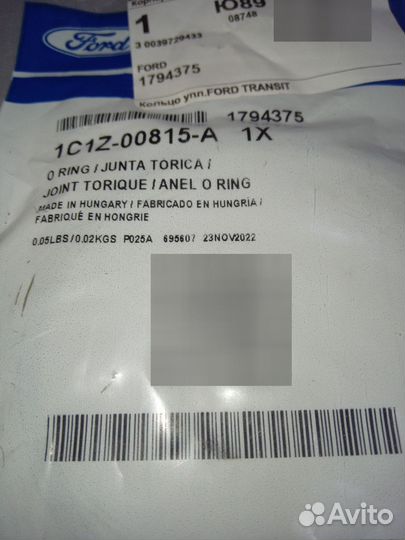 Ford
1
Ю89
08748
3 0039729433
FORD
1794375
Кольцо упл.FORD TRANSIT
1794375
1C1Z-00815-A 1X
O RING / JUNTA TORICA /
JOINT TORIQUE / ANEL O RING
MADE IN HUNGARY / FABRICADO EN HUNGRÍA /
FABRIQUÉ EN HONGRIE
0.05LBS/0.02KGS P025A 695607 23NOV2022
Avito